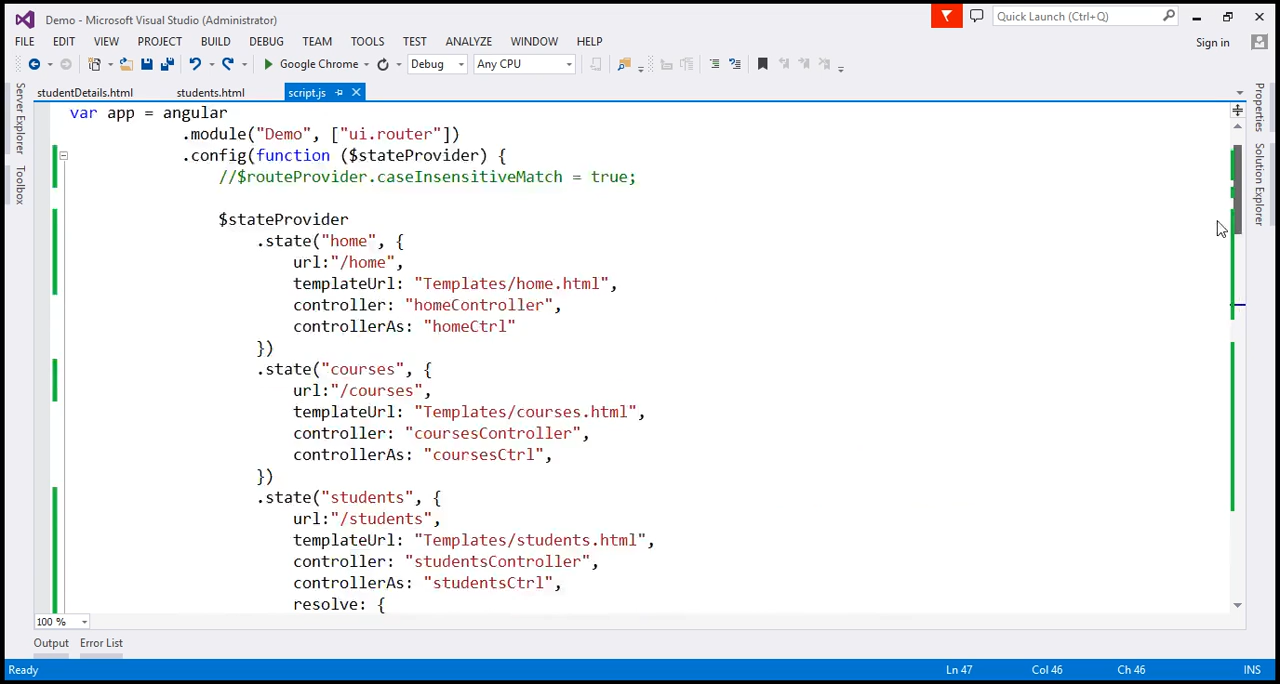 Demo - Microsoft Visual Studio (Administrator)
Quick Launch (Ctrl+Q)
FILE EDIT VIEW PROJECT BUILD DEBUG TEAM TOOLS TEST ANALYZE WINDOW HELP
Sign in
Google Chrome Debug Any CPU
studentDetails.html students.html script.js
Server Explorer
Toolbox
Properties
Solution Explorer
var app = angular
.module("Demo", ["ui.router"])
.config(function ($stateProvider) {
//$routeProvider.caseInsensitiveMatch = true;
$stateProvider
.state("home", {
url:"/home",
templateUrl: "Templates/home.html",
controller: "homeController",
controllerAs: "homeCtrl"
})
.state("courses", {
url:"/courses",
templateUrl: "Templates/courses.html",
controller: "coursesController",
controllerAs: "coursesCtrl",
})
.state("students", {
url:"/students",
templateUrl: "Templates/students.html",
controller: "studentsController",
controllerAs: "studentsCtrl",
resolve: {
100 %
Output Error List
Ready Ln 47 Col 46 Ch 46 INS